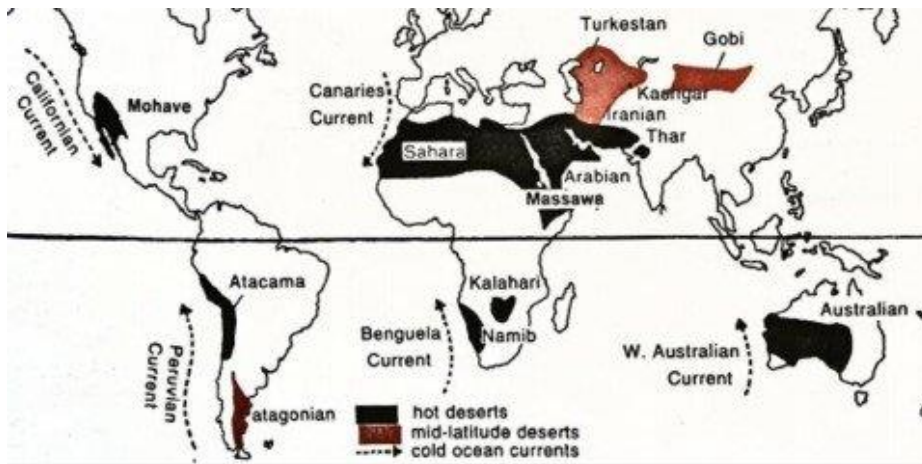 Turkestan
Gobi
Californian
Current
Mohave
Canaries
Current
Kashgar
Iranian
Thar
Sahara
Arabian
Massawa
Atacama
Kalahari
Namib
Australian
Peruvian
Current
Benguela
Current
W. Australian
Current
atagonian
hot deserts
mid-latitude deserts
cold ocean currents